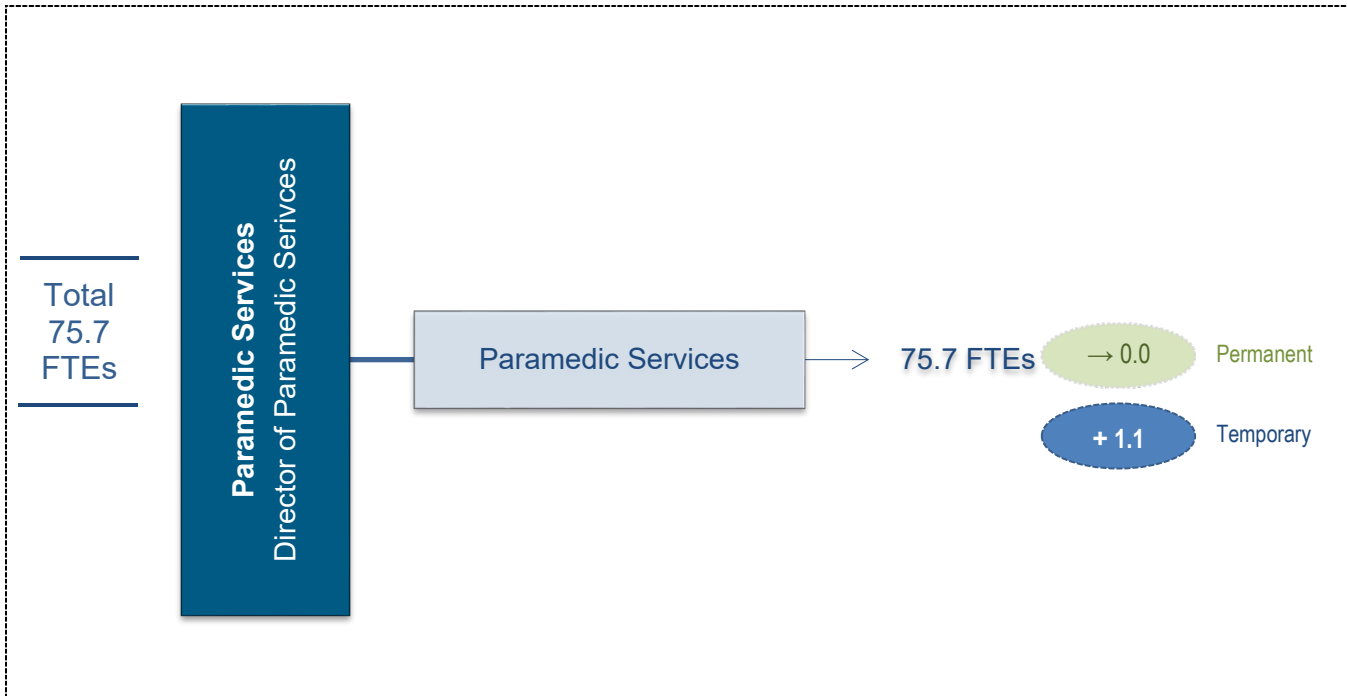 Total
75.7
FTEs
Paramedic Services
Director of Paramedic Serivces
Paramedic Services
75.7 FTEs
→ 0.0
Permanent
+ 1.1
Temporary